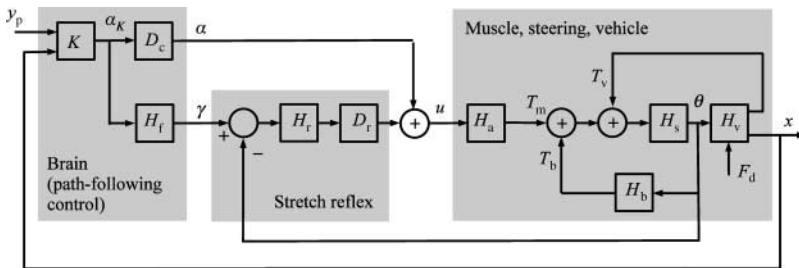 y_p
K
α_K
D_c
α
H_f
γ
Brain
(path-following
control)
+
−
H_r
D_r
Stretch reflex
+
u
Muscle, steering, vehicle
H_a
T_m
+
T_b
T_v
+
H_s
θ
H_v
x
F_d
H_b